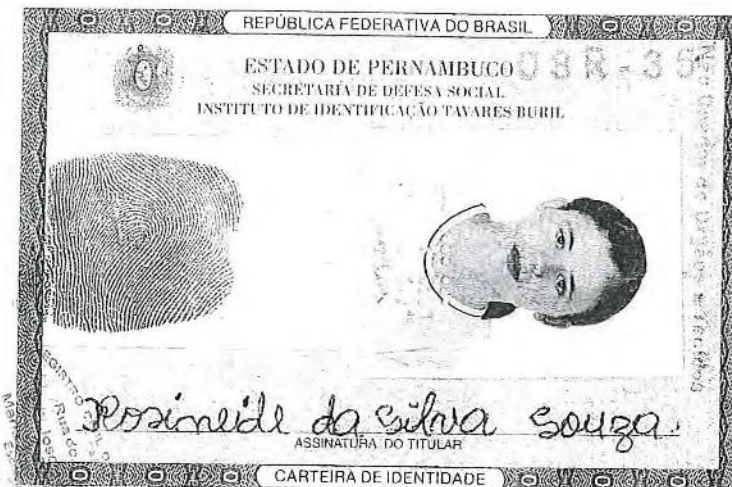 REPÚBLICA FEDERATIVA DO BRASIL
ESTADO DE PERNAMBUCO
SECRETARIA DE DEFESA SOCIAL
INSTITUTO DE IDENTIFICAÇÃO TAVARES BURIL
Rosineide da Silva Souza
ASSINATURA DO TITULAR
CARTEIRA DE IDENTIDADE